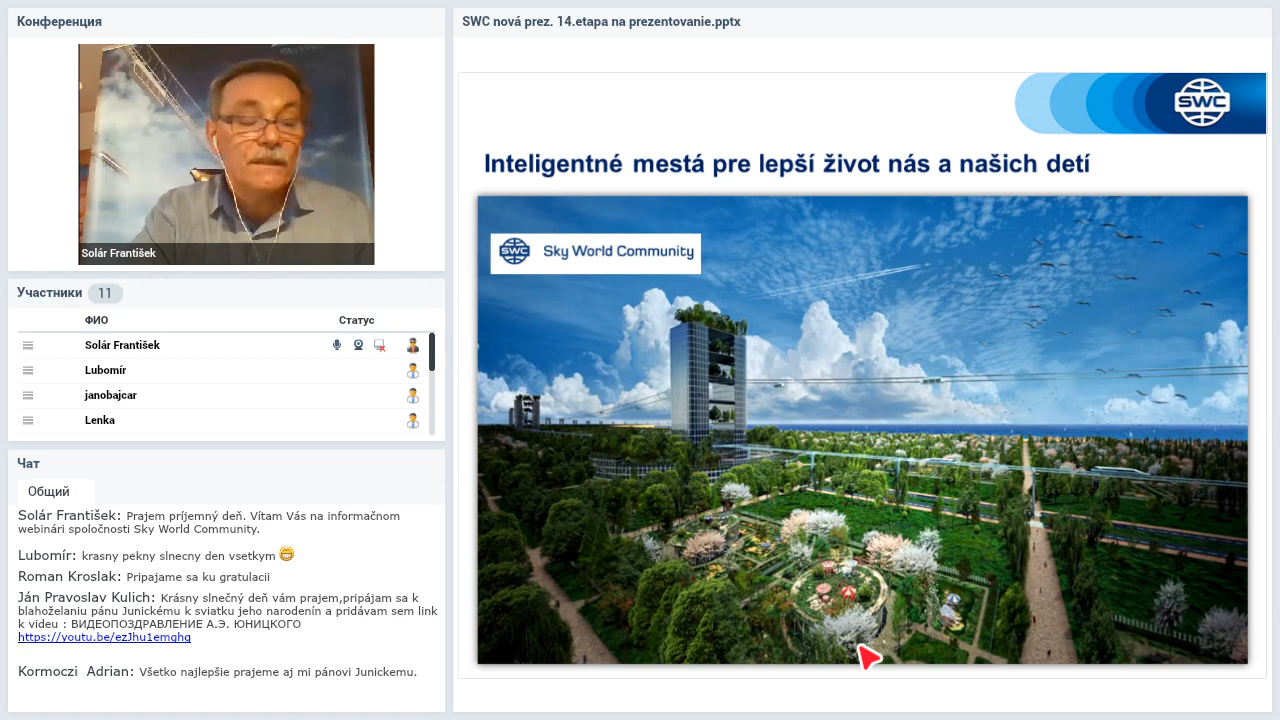 Конференция
Solár František
Участники 11
ФИО Статус
Solár František
Lubomír
janobajcar
Lenka
Чат
Общий
Solár František: Prajem príjemný deň. Vítam Vás na informačnom
webinári spoločnosti Sky World Community.
Lubomír: krasny pekny slnecny den vsetkym
Roman Kroslak: Pripajame sa ku gratulacii
Ján Pravoslav Kulich: Krásny slnečný deň vám prajem,pripájam sa k
blahoželaniu pánu Junickému k sviatku jeho narodenín a pridávam sem link
k videu : ВИДЕОПОЗДРАВЛЕНИЕ А.Э. ЮНИЦКОГО
https://youtu.be/ezJhu1emghg
Kormoczi Adrian: Všetko najlepšie prajeme aj mi pánovi Junickemu.
SWC nová prez. 14.etapa na prezentovanie.pptx
SWC
Inteligentné mestá pre lepší život nás a našich detí
SWC Sky World Community